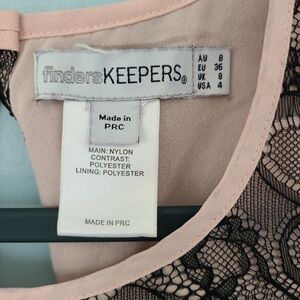 findersKEEPERS®
AU 8
EU 36
UK 8
USA 4
Made in
PRC
MAIN: NYLON
CONTRAST:
POLYESTER
LINING: POLYESTER
MADE IN PRC